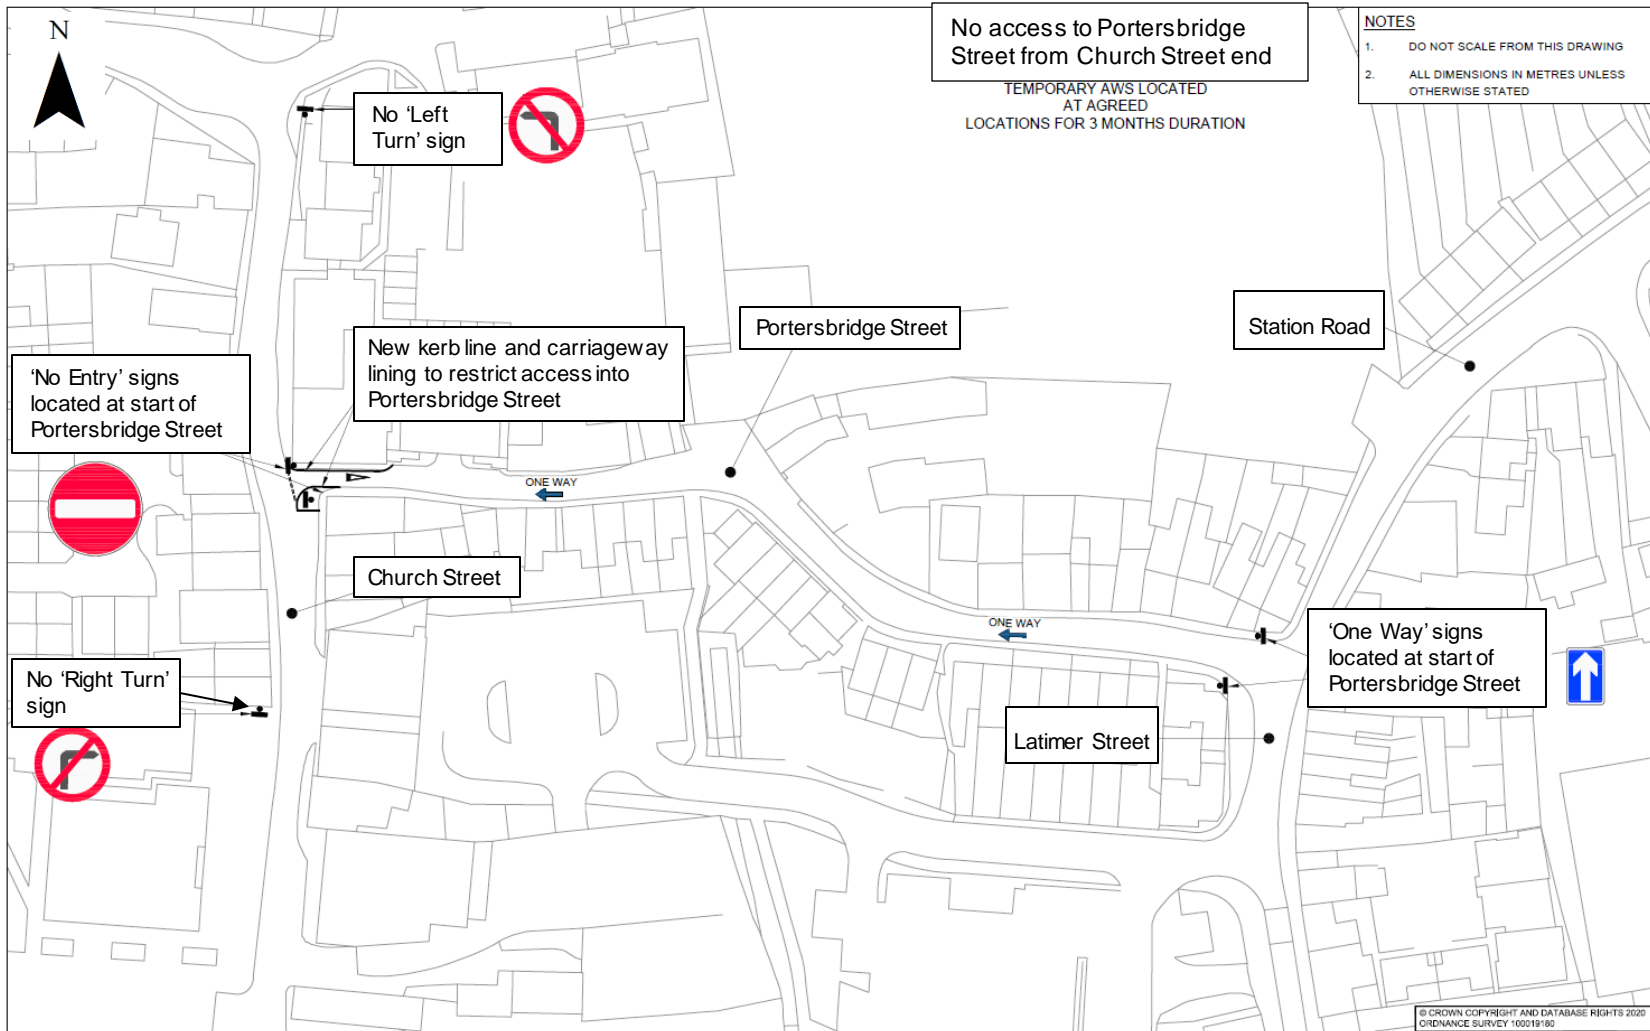 N
No access to Portersbridge
Street from Church Street end
TEMPORARY AWS LOCATED
AT AGREED
LOCATIONS FOR 3 MONTHS DURATION
NOTES
1. DO NOT SCALE FROM THIS DRAWING
2. ALL DIMENSIONS IN METRES UNLESS
OTHERWISE STATED
No ‘Left
Turn’ sign
Portersbridge Street
Station Road
New kerb line and carriageway
lining to restrict access into
Portersbridge Street
‘No Entry’ signs
located at start of
Portersbridge Street
ONE WAY
Church Street
ONE WAY
‘One Way’ signs
located at start of
Portersbridge Street
No ‘Right Turn’
sign
Latimer Street
© CROWN COPYRIGHT AND DATABASE RIGHTS 2020
ORDNANCE SURVEY 100019180